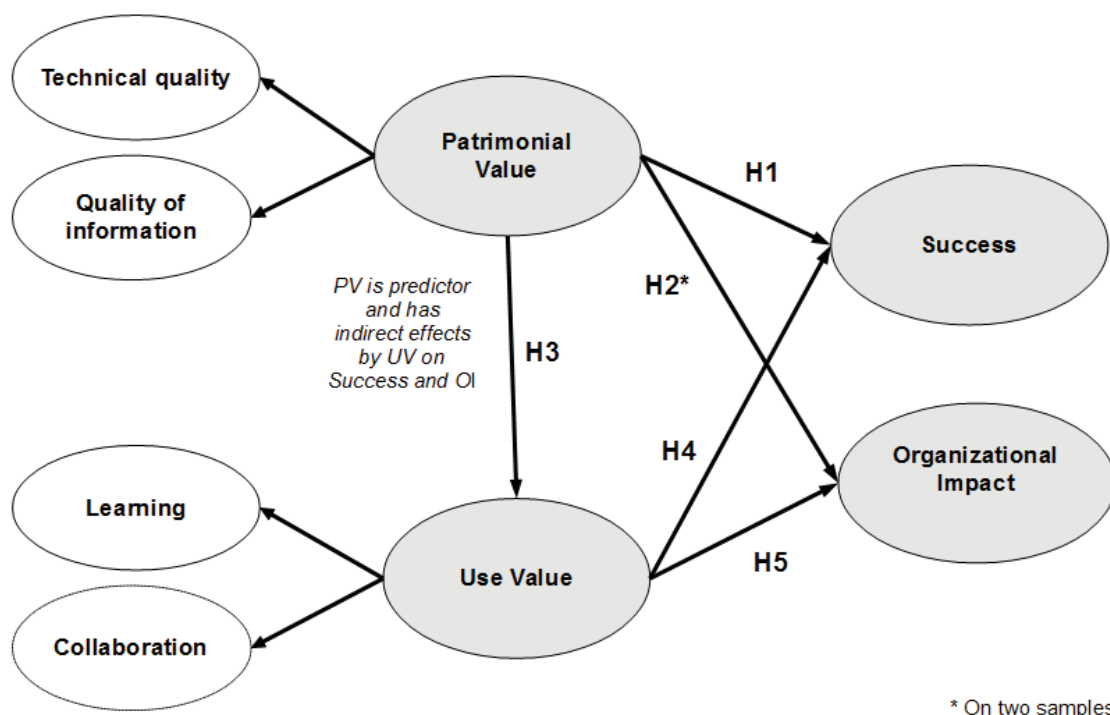 Technical quality
Patrimonial
Value
H1
Quality of
information
Success
PV is predictor
and has
indirect effects
by UV on
Success and OI
H2*
H3
H4
Organizational
Impact
Learning
Use Value
H5
Collaboration
* On two samples